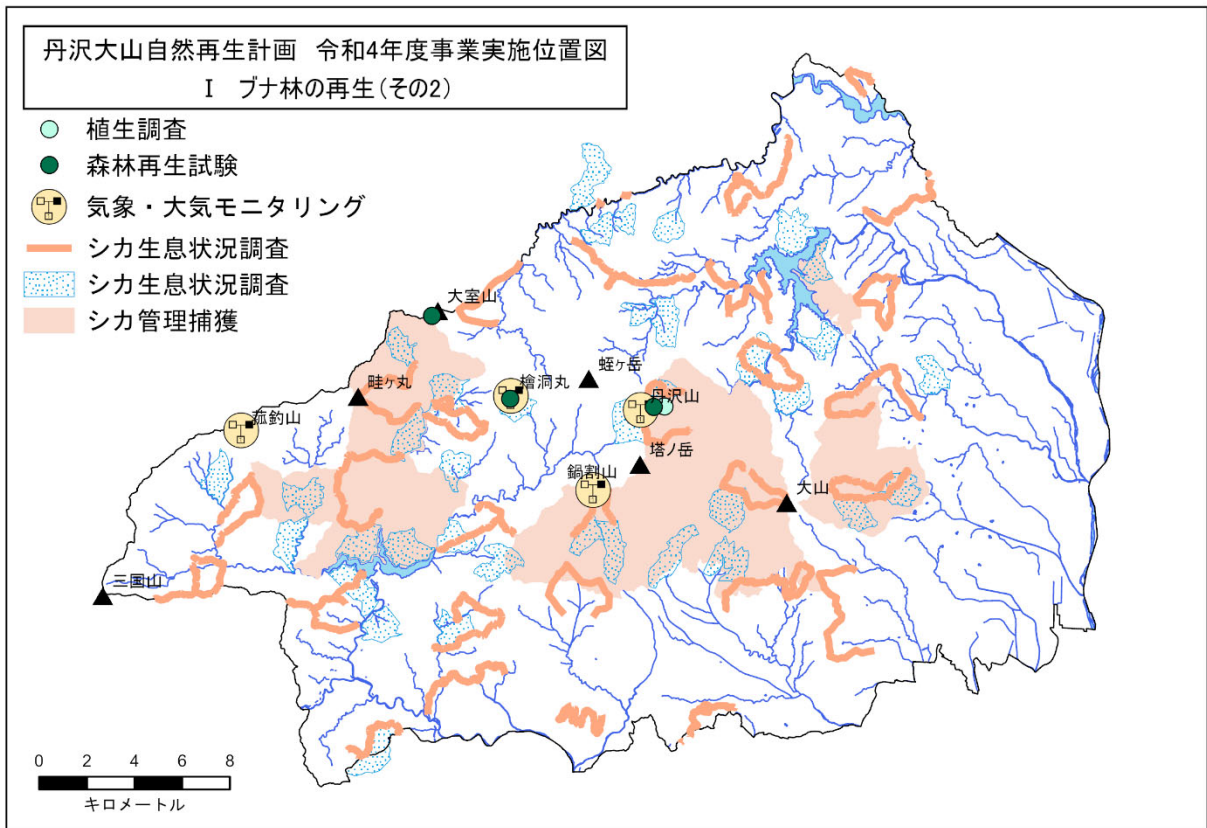 丹沢大山自然再生計画 令和4年度事業実施位置図
Ⅰ ブナ林の再生(その2)
植生調査
森林再生試験
気象・大気モニタリング
シカ生息状況調査
シカ生息状況調査
シカ管理捕獲
大室山
蛭ヶ岳
畦ヶ丸
檜洞丸
丹沢山
菰釣山
塔ノ岳
鍋割山
大山
三国山
0 2 4 6 8
キロメートル